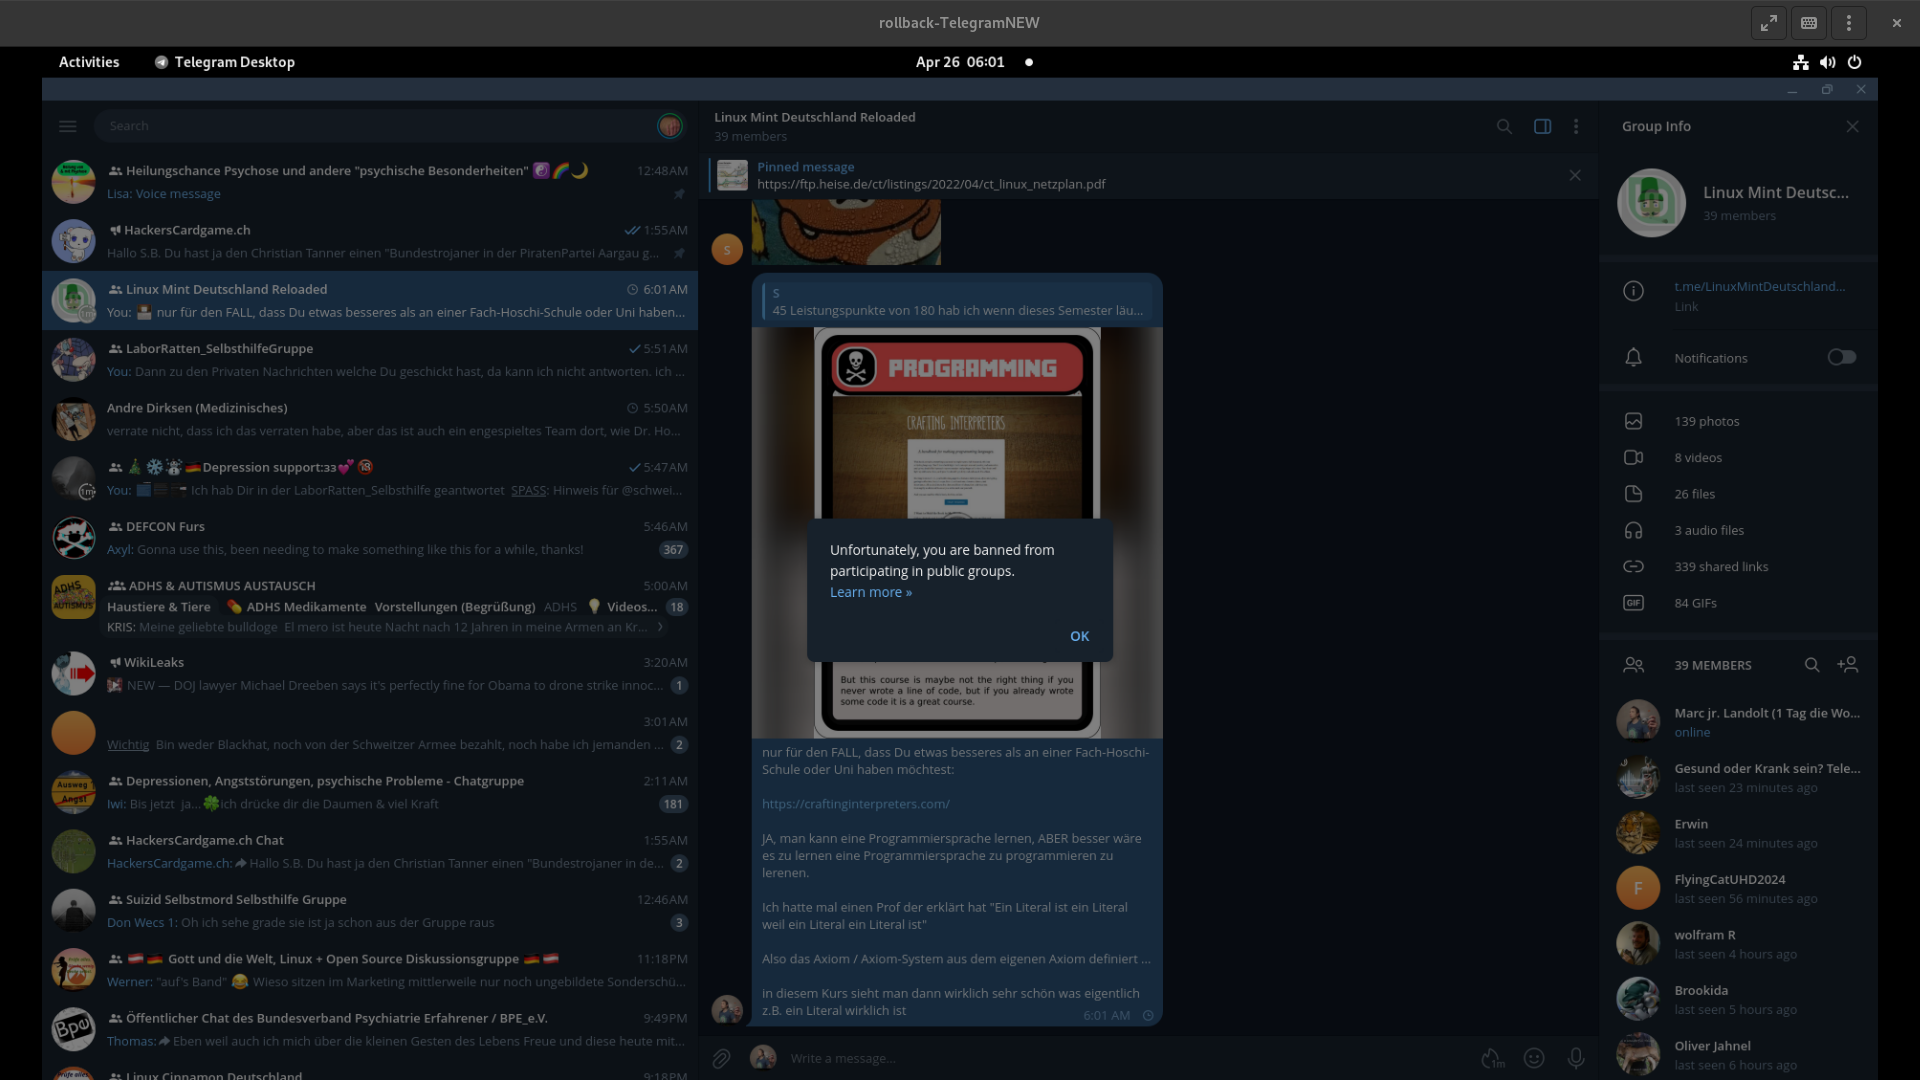 rollback-TelegramNEW
Activities
Telegram Desktop
Apr 26 06:01
Search
Heilungschance Psychose und andere "psychische Besonderheiten" ☯️🌈🌙
12:48AM
Lisa: Voice message
HackersCardgame.ch
1:55AM
Hallo S.B. Du hast ja den Christian Tanner einen "Bundestrojaner in der PiratenPartei Aargau g...
Linux Mint Deutschland Reloaded
6:01AM
1m
You: nur für den FALL, dass Du etwas besseres als an einer Fach-Hoschi-Schule oder Uni haben...
LaborRatten_SelbsthilfeGruppe
5:51AM
You: Dann zu den Privaten Nachrichten welche Du geschickt hast, da kann ich nicht antworten. ich ...
Andre Dirksen (Medizinisches)
5:50AM
verrate nicht, dass ich das verraten habe, aber das ist auch ein engespieltes Team dort, wie Dr. Ho...
🎄❄️☃️🇩🇪Depression support:33💕🔞
5:47AM
1m
You: Ich hab Dir in der LaborRatten_Selbsthilfe geantwortet SPASS: Hinweis für @schwei...
DEFCON Furs
5:46AM
Axyl: Gonna use this, been needing to make something like this for a while, thanks!
367
ADHS & AUTISMUS AUSTAUSCH
5:00AM
ADHS
AUTISMUS
Haustiere & Tiere 💊 ADHS Medikamente Vorstellungen (Begrüßung) ADHS 💡 Videos...
18
KRIS: Meine geliebte bulldoge El mero ist heute Nacht nach 12 Jahren in meine Armen an Kr...
WikiLeaks
3:20AM
NEW — DOJ lawyer Michael Dreeben says it's perfectly fine for Obama to drone strike innoc...
1
3:01AM
Wichtig Bin weder Blackhat, noch von der Schweitzer Armee bezahlt, noch habe ich jemanden ...
2
Depressionen, Angststörungen, psychische Probleme - Chatgruppe
2:11AM
Ausweg
Angst
Iwi: Bis jetzt ja...🍀ich drücke dir die Daumen & viel Kraft
181
HackersCardgame.ch Chat
1:55AM
HackersCardgame.ch: Hallo S.B. Du hast ja den Christian Tanner einen "Bundestrojaner in de...
2
Suizid Selbstmord Selbsthilfe Gruppe
12:46AM
Don Wecs 1: Oh ich sehe grade sie ist ja schon aus der Gruppe raus
3
🇦🇹🇩🇪 Gott und die Welt, Linux + Open Source Diskussionsgruppe 🇩🇪🇦🇹
11:18PM
Werner: "auf's Band" 😂 Wieso sitzen im Marketing mittlerweile nur noch ungebildete Sonderschü...
Öffentlicher Chat des Bundesverband Psychiatrie Erfahrener / BPE_e.V.
9:49PM
Bpe
Thomas: Eben weil auch ich mich über die kleinen Gesten des Lebens Freue und diese heute mit...
Linux Cinnamon Deutschland
9:18PM
Linux Mint Deutschland Reloaded
39 members
Pinned message
https://ftp.heise.de/ct/listings/2022/04/ct_linux_netzplan.pdf
S
S
45 Leistungspunkte von 180 hab ich wenn dieses Semester läu...
PROGRAMMING
CRAFTING INTERPRETERS
Unfortunately, you are banned from
participating in public groups.
Learn more »
OK
But this course is maybe not the right thing if you
never wrote a line of code, but if you already wrote
some code it is a great course.
nur für den FALL, dass Du etwas besseres als an einer Fach-Hoschi-
Schule oder Uni haben möchtest:
https://craftinginterpreters.com/
JA, man kann eine Programmiersprache lernen, ABER besser wäre
es zu lernen eine Programmiersprache zu programmieren zu
lerenen.
Ich hatte mal einen Prof der erklärt hat "Ein Literal ist ein Literal
weil ein Literal ein Literal ist"
Also das Axiom / Axiom-System aus dem eigenen Axiom definiert ...
in diesem Kurs sieht man dann wirklich sehr schön was eigentlich
z.B. ein Literal wirklich ist
6:01 AM
Write a message...
1m
Group Info
Linux Mint Deutsc...
39 members
t.me/LinuxMintDeutschland...
Link
Notifications
139 photos
8 videos
26 files
3 audio files
339 shared links
GIF
84 GIFs
39 MEMBERS
Marc jr. Landolt (1 Tag die Wo...
online
Gesund oder Krank sein? Tele...
last seen 23 minutes ago
Erwin
last seen 24 minutes ago
F
FlyingCatUHD2024
last seen 56 minutes ago
wolfram R
last seen 4 hours ago
Brookida
last seen 5 hours ago
Oliver Jahnel
last seen 6 hours ago